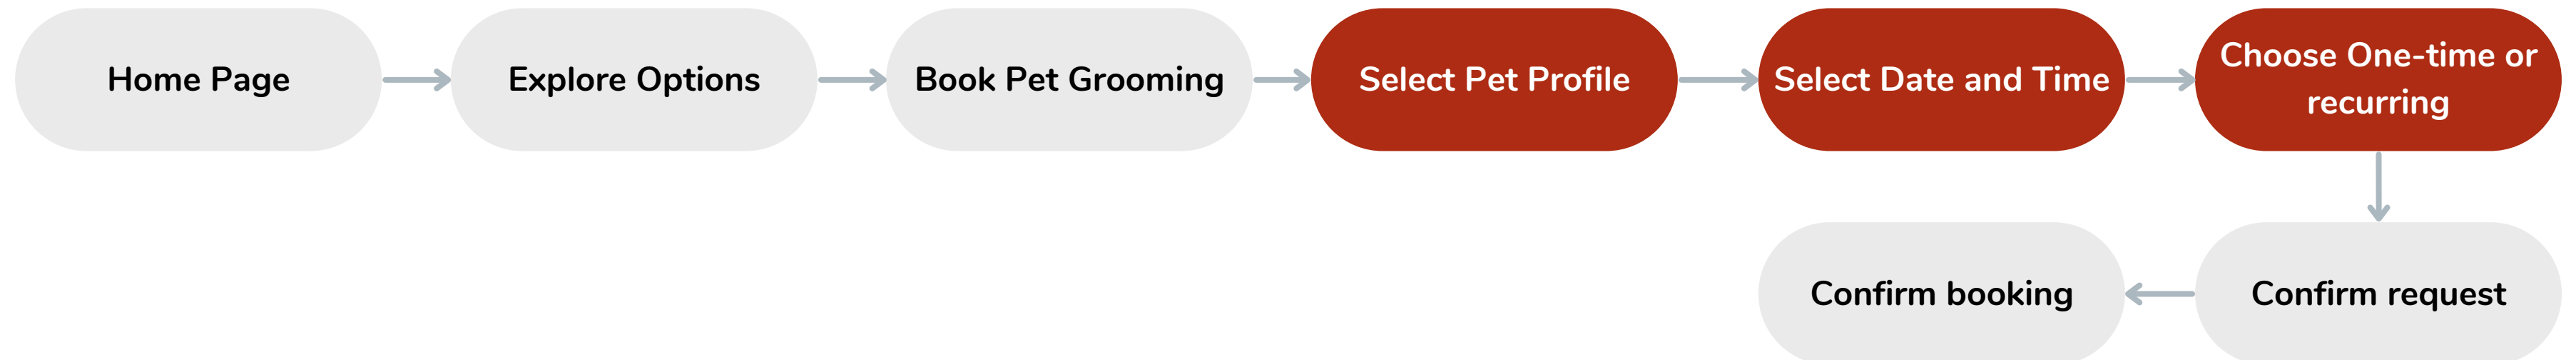 Home Page
Explore Options
Book Pet Grooming
Select Pet Profile
Select Date and Time
Choose One-time or
recurring
Confirm request
Confirm booking